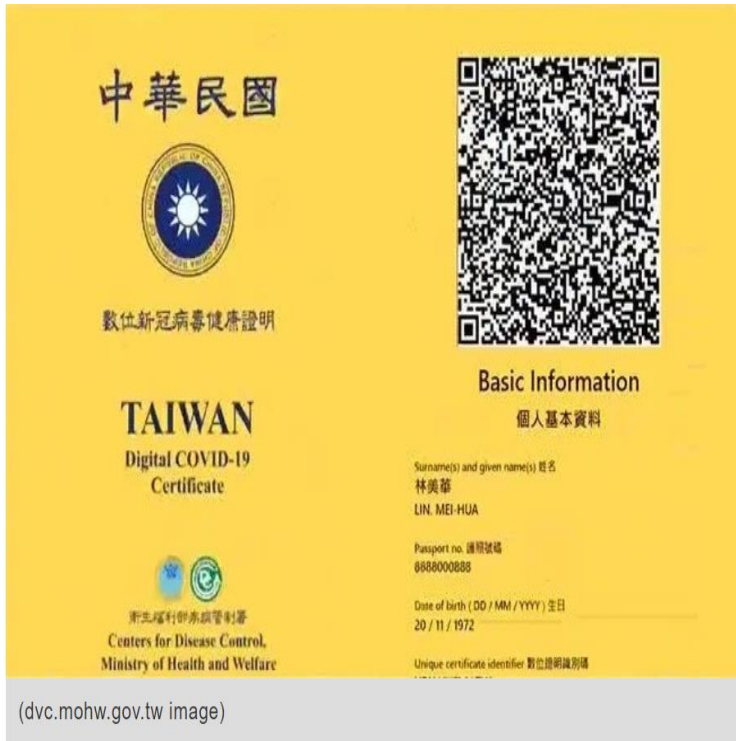 中華民國
數位新冠病毒健康證明
TAIWAN
Digital COVID-19
Certificate
衛生福利部疾病管制署
Centers for Disease Control,
Ministry of Health and Welfare
Basic Information
個人基本資料
Surname(s) and given name(s) 姓名
林美華
LIN. MEI-HUA
Passport no. 護照號碼
8888000888
Date of birth ( DD / MM / YYYY ) 生日
20 / 11 / 1972
Unique certificate identifier 數位證明識別碼
(dvc.mohw.gov.tw image)